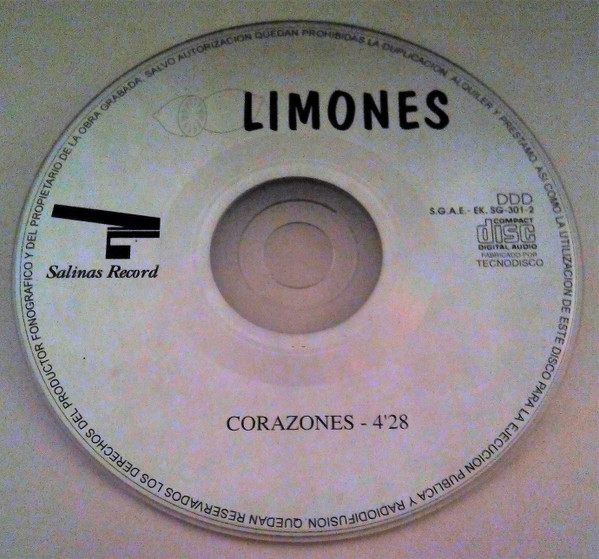 LIMONES
DDD
S.G.A.E.- EK. SG-301-2
COMPACT
disc
DIGITAL AUDIO
FABRICADO POR
TECNODISCO
Salinas Record
CORAZONES - 4'28
QUEDAN RESERVADOS LOS DERECHOS DEL PRODUCTOR FONOGRAFICO Y DEL PROPIETARIO DE LA OBRA GRABADA. SALVO AUTORIZACION QUEDAN PROHIBIDAS LA DUPLICACION, ALQUILER Y PRESTAMO, ASI COMO LA UTILIZACION DE ESTE DISCO PARA LA EJECUCION PUBLICA Y RADIODIFUSION.